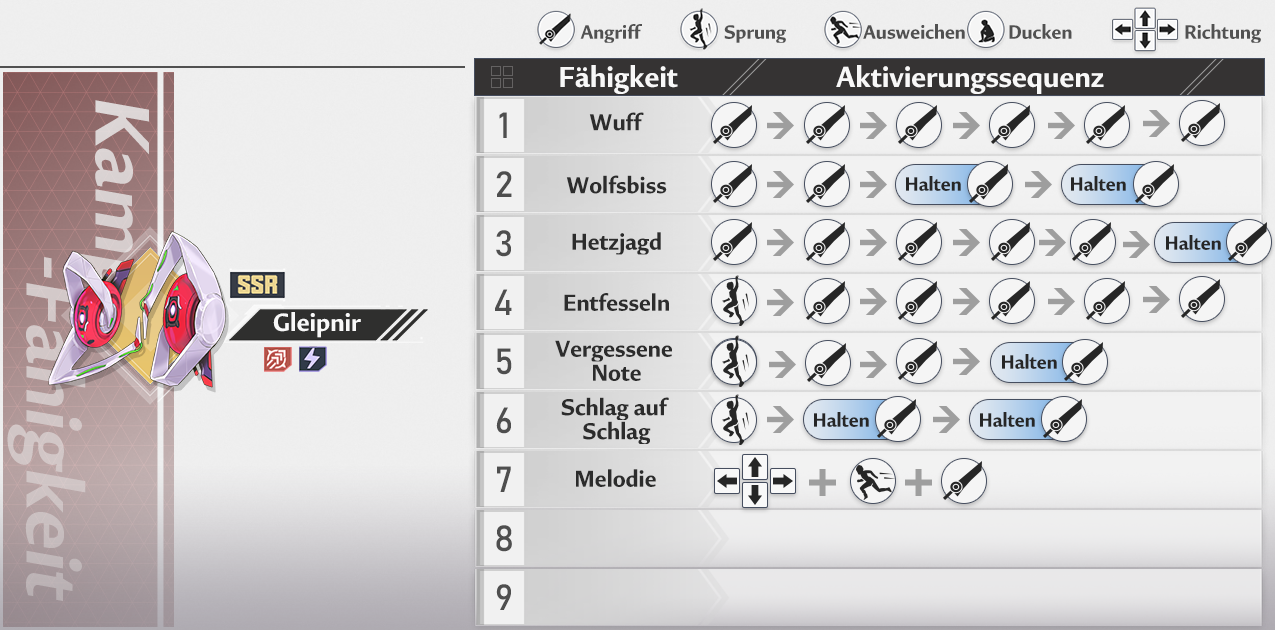 Angriff
Sprung
Ausweichen
Ducken
Richtung
Fähigkeit
Aktivierungssequenz
Kampf
-Fähigkeit
SSR
Gleipnir
1
Wuff
2
Wolfsbiss
Halten
Halten
3
Hetzjagd
Halten
4
Entfesseln
5
Vergessene
Note
Halten
6
Schlag auf
Schlag
Halten
Halten
7
Melodie
8
9